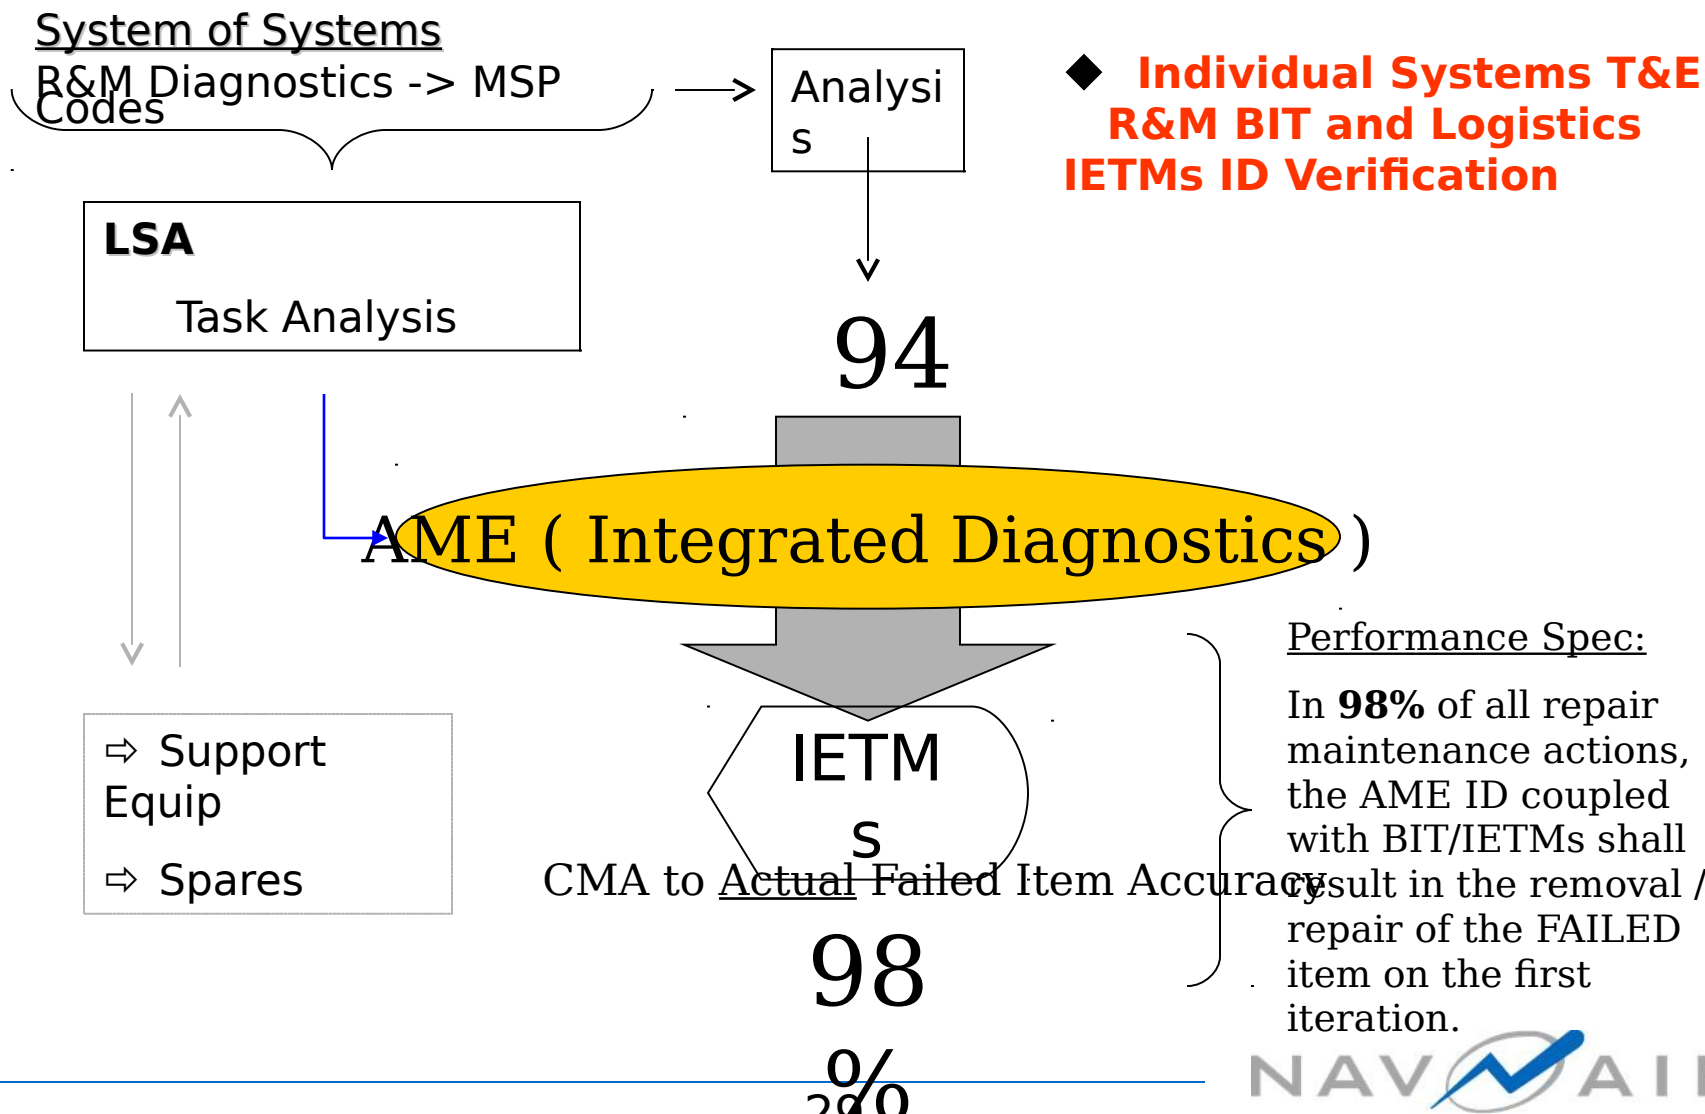 System of Systems
R&M Diagnostics -> MSP
Codes
Analysi
s
◆ Individual Systems T&E
R&M BIT and Logistics
IETMs ID Verification
LSA
Task Analysis
94
AME ( Integrated Diagnostics )
⇨ Support
Equip
⇨ Spares
IETM
s
CMA to Actual Failed Item Accuracy
98
%
Performance Spec:
In 98% of all repair
maintenance actions,
the AME ID coupled
with BIT/IETMs shall
result in the removal /
repair of the FAILED
item on the first
iteration.
NAVAIR